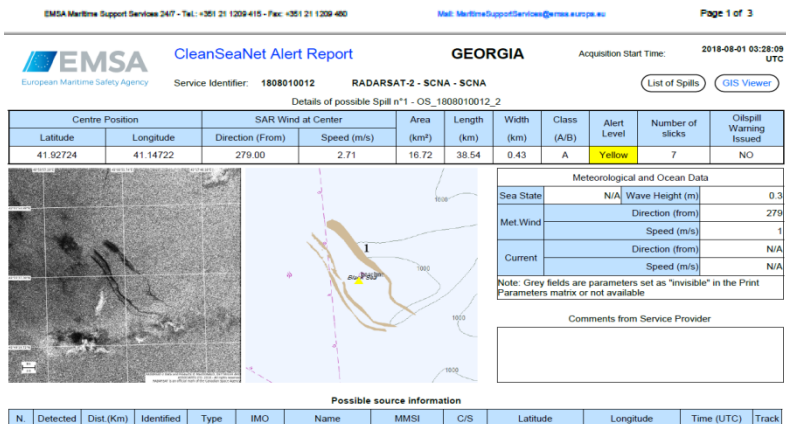 EMSA Maritime Support Services 24/7 - Tel.: +351 21 1209 415 - Fax: +351 21 1209 480 Mail: MaritimeSupportServices@emsa.europa.eu Page 1 of 3
EMSA
European Maritime Safety Agency
CleanSeaNet Alert Report GEORGIA Acquisition Start Time: 2018-08-01 03:28:09 UTC
Service Identifier: 1808010012 RADARSAT-2 - SCNA - SCNA List of Spills GIS Viewer
Details of possible Spill n°1 - OS_1808010012_2
Centre Position SAR Wind at Center Area Length Width Class Alert Level Number of slicks Oilspill Warning Issued
Latitude Longitude Direction (From) Speed (m/s) (km²) (km) (km) (A/B)
41.92724 41.14722 279.00 2.71 16.72 38.54 0.43 A Yellow 7 NO
Meteorological and Ocean Data
Sea State N/A Wave Height (m) 0.3
Met.Wind Direction (from) 279
Speed (m/s) 1
Current Direction (from) N/A
Speed (m/s) N/A
Note: Grey fields are parameters set as "invisible" in the Print
Parameters matrix or not available
Comments from Service Provider
1000
1
1000
1000
1000
Possible source information
N. Detected Dist.(Km) Identified Type IMO Name MMSI C/S Latitude Longitude Time (UTC) Track